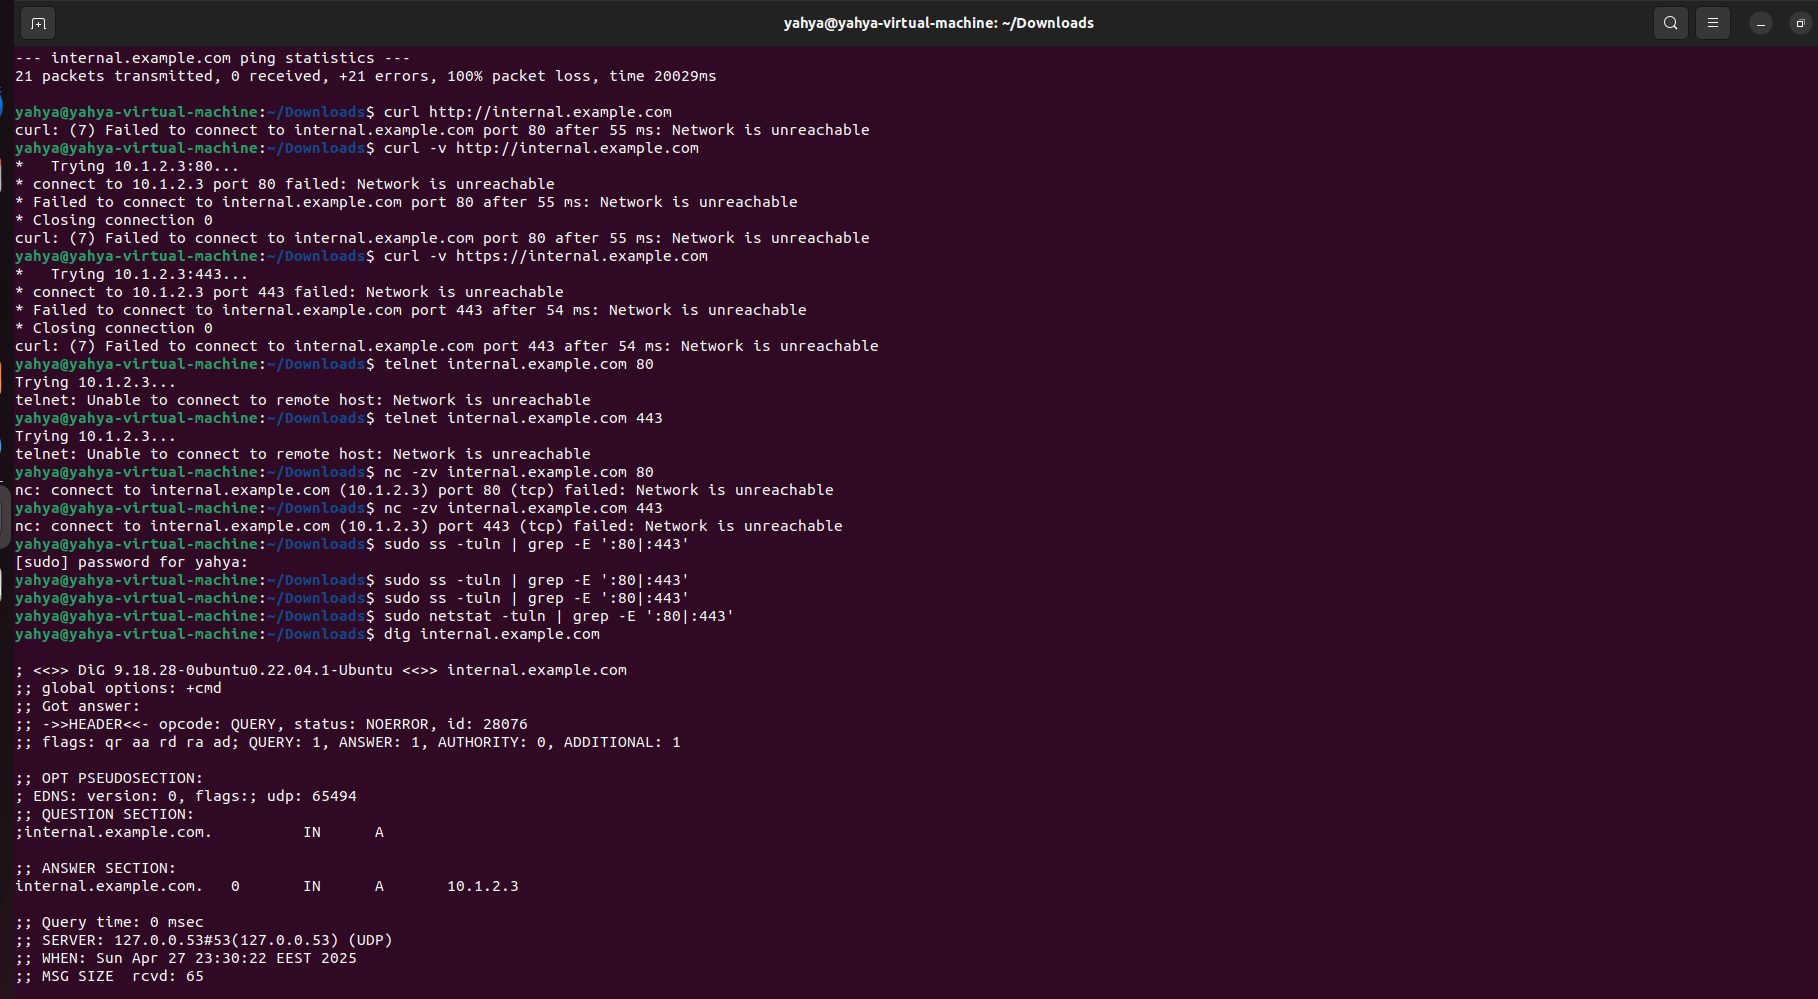 yahya@yahya-virtual-machine: ~/Downloads
--- internal.example.com ping statistics ---
21 packets transmitted, 0 received, +21 errors, 100% packet loss, time 20029ms
yahya@yahya-virtual-machine:~/Downloads$ curl http://internal.example.com
curl: (7) Failed to connect to internal.example.com port 80 after 55 ms: Network is unreachable
yahya@yahya-virtual-machine:~/Downloads$ curl -v http://internal.example.com
*   Trying 10.1.2.3:80...
* connect to 10.1.2.3 port 80 failed: Network is unreachable
* Failed to connect to internal.example.com port 80 after 55 ms: Network is unreachable
* Closing connection 0
curl: (7) Failed to connect to internal.example.com port 80 after 55 ms: Network is unreachable
yahya@yahya-virtual-machine:~/Downloads$ curl -v https://internal.example.com
*   Trying 10.1.2.3:443...
* connect to 10.1.2.3 port 443 failed: Network is unreachable
* Failed to connect to internal.example.com port 443 after 54 ms: Network is unreachable
* Closing connection 0
curl: (7) Failed to connect to internal.example.com port 443 after 54 ms: Network is unreachable
yahya@yahya-virtual-machine:~/Downloads$ telnet internal.example.com 80
Trying 10.1.2.3...
telnet: Unable to connect to remote host: Network is unreachable
yahya@yahya-virtual-machine:~/Downloads$ telnet internal.example.com 443
Trying 10.1.2.3...
telnet: Unable to connect to remote host: Network is unreachable
yahya@yahya-virtual-machine:~/Downloads$ nc -zv internal.example.com 80
nc: connect to internal.example.com (10.1.2.3) port 80 (tcp) failed: Network is unreachable
yahya@yahya-virtual-machine:~/Downloads$ nc -zv internal.example.com 443
nc: connect to internal.example.com (10.1.2.3) port 443 (tcp) failed: Network is unreachable
yahya@yahya-virtual-machine:~/Downloads$ sudo ss -tuln | grep -E ':80|:443'
[sudo] password for yahya:
yahya@yahya-virtual-machine:~/Downloads$ sudo ss -tuln | grep -E ':80|:443'
yahya@yahya-virtual-machine:~/Downloads$ sudo ss -tuln | grep -E ':80|:443'
yahya@yahya-virtual-machine:~/Downloads$ sudo netstat -tuln | grep -E ':80|:443'
yahya@yahya-virtual-machine:~/Downloads$ dig internal.example.com
; <<>> DiG 9.18.28-0ubuntu0.22.04.1-Ubuntu <<>> internal.example.com
;; global options: +cmd
;; Got answer:
;; ->>HEADER<<- opcode: QUERY, status: NOERROR, id: 28076
;; flags: qr aa rd ra ad; QUERY: 1, ANSWER: 1, AUTHORITY: 0, ADDITIONAL: 1
;; OPT PSEUDOSECTION:
; EDNS: version: 0, flags:; udp: 65494
;; QUESTION SECTION:
;internal.example.com.		IN	A
;; ANSWER SECTION:
internal.example.com.	0	IN	A	10.1.2.3
;; Query time: 0 msec
;; SERVER: 127.0.0.53#53(127.0.0.53) (UDP)
;; WHEN: Sun Apr 27 23:30:22 EEST 2025
;; MSG SIZE  rcvd: 65